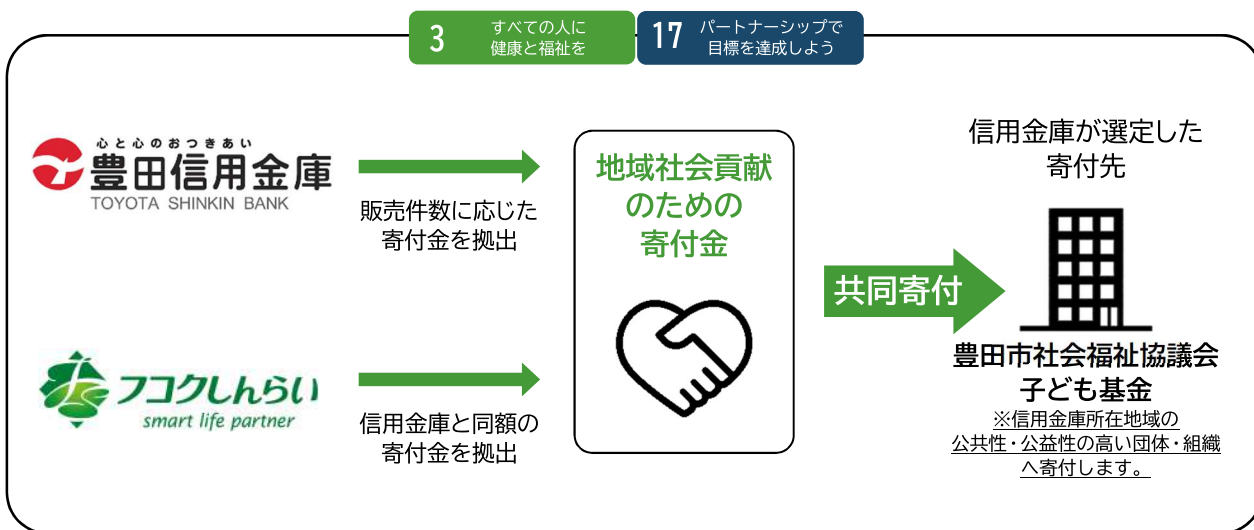 3
すべての人に
健康と福祉を
17
パートナーシップで
目標を達成しよう
心と心のおつきあい
豊田信用金庫
TOYOTA SHINKIN BANK
販売件数に応じた
寄付金を拠出
フコクしんらい
smart life partner
信用金庫と同額の
寄付金を拠出
地域社会貢献
のための
寄付金
共同寄付
信用金庫が選定した
寄付先
豊田市社会福祉協議会
子ども基金
※信用金庫所在地域の
公共性・公益性の高い団体・組織
へ寄付します。